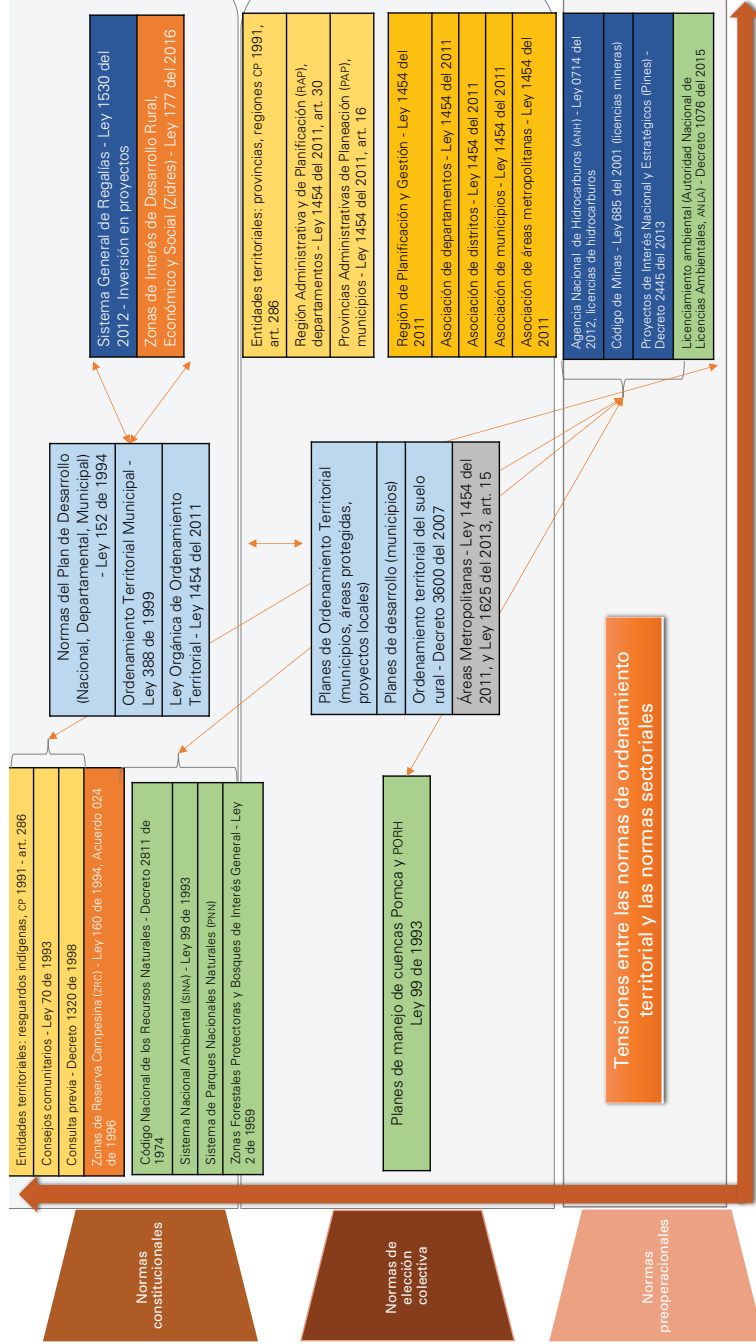 Normas
constitucionales
Entidades territoriales: resguardos indígenas, CP 1991 - art. 286
Consejos comunitarios - Ley 70 de 1993
Consulta previa - Decreto 1320 de 1998
Zonas de Reserva Campesina (ZRC) - Ley 160 de 1994, Acuerdo 024
de 1996
Código Nacional de los Recursos Naturales - Decreto 2811 de
1974
Sistema Nacional Ambiental (SINA) - Ley 99 de 1993
Sistema de Parques Nacionales Naturales (PNN)
Zonas Forestales Protectoras y Bosques de Interés General - Ley
2 de 1959
Normas del Plan de Desarrollo
(Nacional, Departamental, Municipal)
- Ley 152 de 1994
Ordenamiento Territorial Municipal -
Ley 388 de 1999
Ley Orgánica de Ordenamiento
Territorial - Ley 1454 del 2011
Sistema General de Regalías - Ley 1530 del
2012 - Inversión en proyectos
Zonas de Interés de Desarrollo Rural,
Económico y Social (Zidres) - Ley 177 del 2016
Normas de
elección
colectiva
Planes de manejo de cuencas Pomca y PORH
Ley 99 de 1993
Planes de Ordenamiento Territorial
(municipios, áreas protegidas,
proyectos locales)
Planes de desarrollo (municipios)
Ordenamiento territorial del suelo
rural - Decreto 3600 del 2007
Áreas Metropolitanas - Ley 1454 del
2011, y Ley 1625 del 2013, art. 15
Entidades territoriales: provincias, regiones CP 1991,
art. 286
Región Administrativa y de Planificación (RAP),
departamentos - Ley 1454 del 2011, art. 30
Provincias Administrativas de Planeación (PAP),
municipios - Ley 1454 del 2011, art. 16
Región de Planificación y Gestión - Ley 1454 del
2011
Asociación de departamentos - Ley 1454 del 2011
Asociación de distritos - Ley 1454 del 2011
Asociación de municipios - Ley 1454 del 2011
Asociación de áreas metropolitanas - Ley 1454 del
2011
Normas
preoperacionales
Tensiones entre las normas de ordenamiento
territorial y las normas sectoriales
Agencia Nacional de Hidrocarburos (ANH) - Ley 0714 del
2012, licencias de hidrocarburos
Código de Minas - Ley 685 del 2001 (licencias mineras)
Proyectos de Interés Nacional y Estratégicos (Pines) -
Decreto 2445 del 2013
Licenciamiento ambiental (Autoridad Nacional de
Licencias Ambientales, ANLA) - Decreto 1076 del 2015